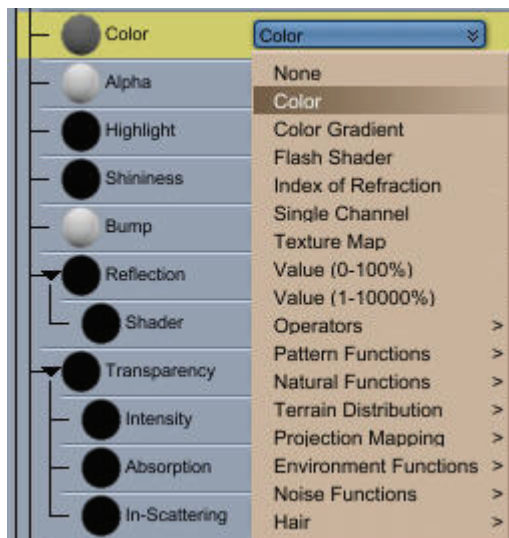 Color
Alpha
Highlight
Shininess
Bump
Reflection
Shader
Transparency
Intensity
Absorption
In-Scattering
Color
None
Color
Color Gradient
Flash Shader
Index of Refraction
Single Channel
Texture Map
Value (0-100%)
Value (1-10000%)
Operators >
Pattern Functions >
Natural Functions >
Terrain Distribution >
Projection Mapping >
Environment Functions >
Noise Functions >
Hair >